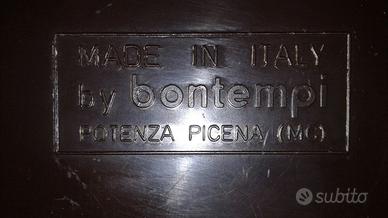 MADE IN ITALY
by bontempi
POTENZA PICENA (MC)
subito